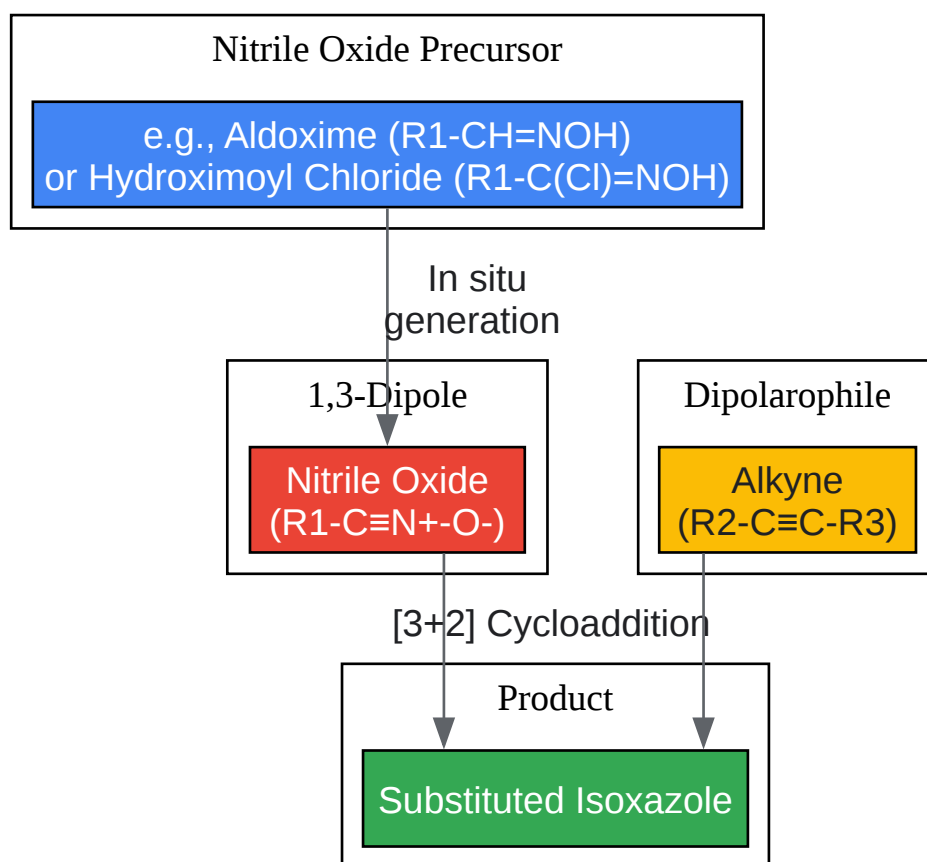 Nitrile Oxide Precursor
e.g., Aldoxime (R1-CH=NOH)
or Hydroximoyl Chloride (R1-C(Cl)=NOH)
In situ
generation
1,3-Dipole
Nitrile Oxide
(R1-C≡N+-O-)
Dipolarophile
Alkyne
(R2-C≡C-R3)
[3+2] Cycloaddition
Product
Substituted Isoxazole